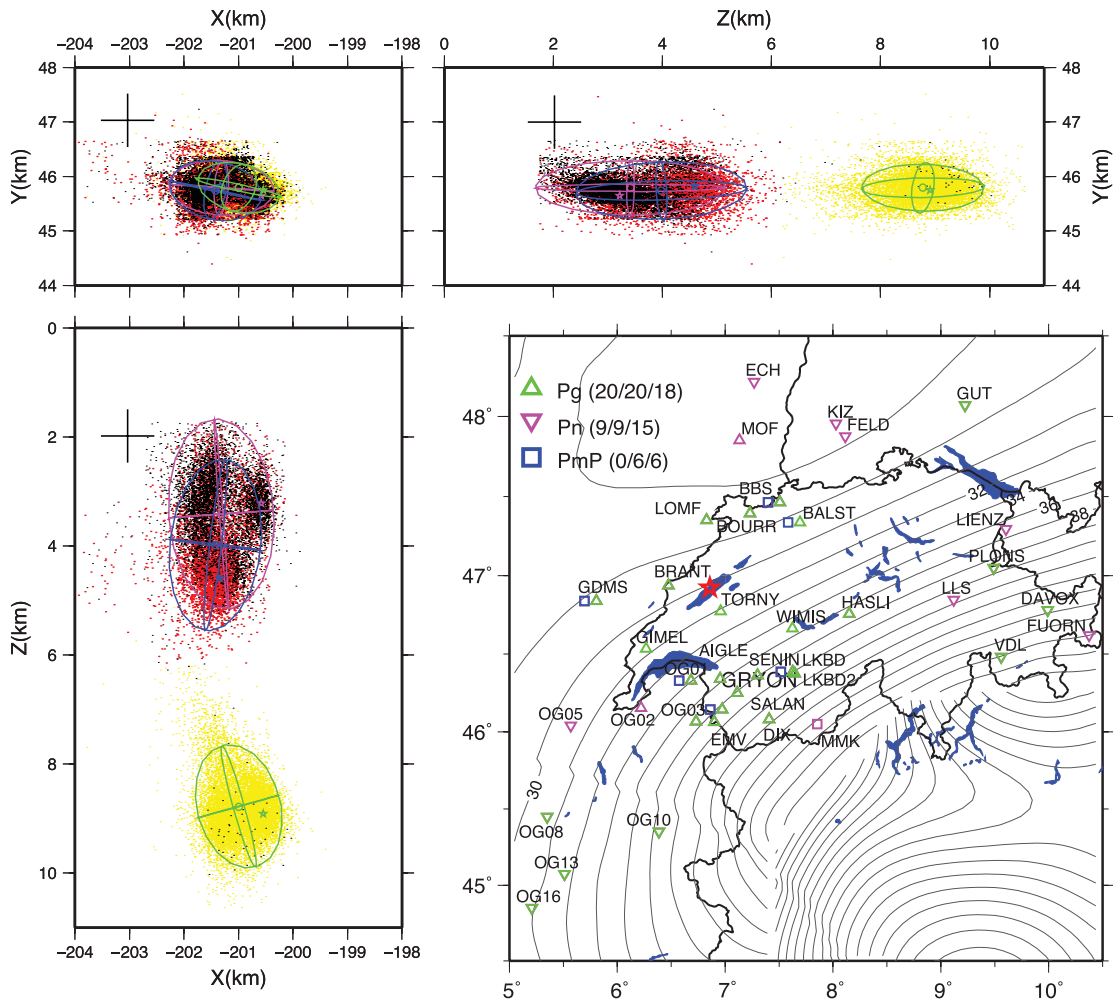 X(km)
−204 −203 −202 −201 −200 −199 −198
48
47
46
45
44
Y(km)
Z(km)
0 2 4 6 8 10
48
47
46
45
44
Y(km)
0
2
4
6
8
10
Z(km)
−204 −203 −202 −201 −200 −199 −198
X(km)
Pg (20/20/18)
Pn (9/9/15)
PmP (0/6/6)
ECH
GUT
KIZ
FELD
MOF
BBS
LOMF
BOURR
BALST
32
34
36
38
LIENZ
PLONS
BRANT
GDMS
TORNY
WIMIS
HASLI
LLS
DAVOX
FUORN
GIMEL
AIGLE
SENIN
LKBD
VDL
OG01
GRYON
LKBD2
OG05
OG02
OG03
SALAN
EMV
DIX
MMK
30
OG08
OG10
OG13
OG16
48°
47°
46°
45°
5° 6° 7° 8° 9° 10°